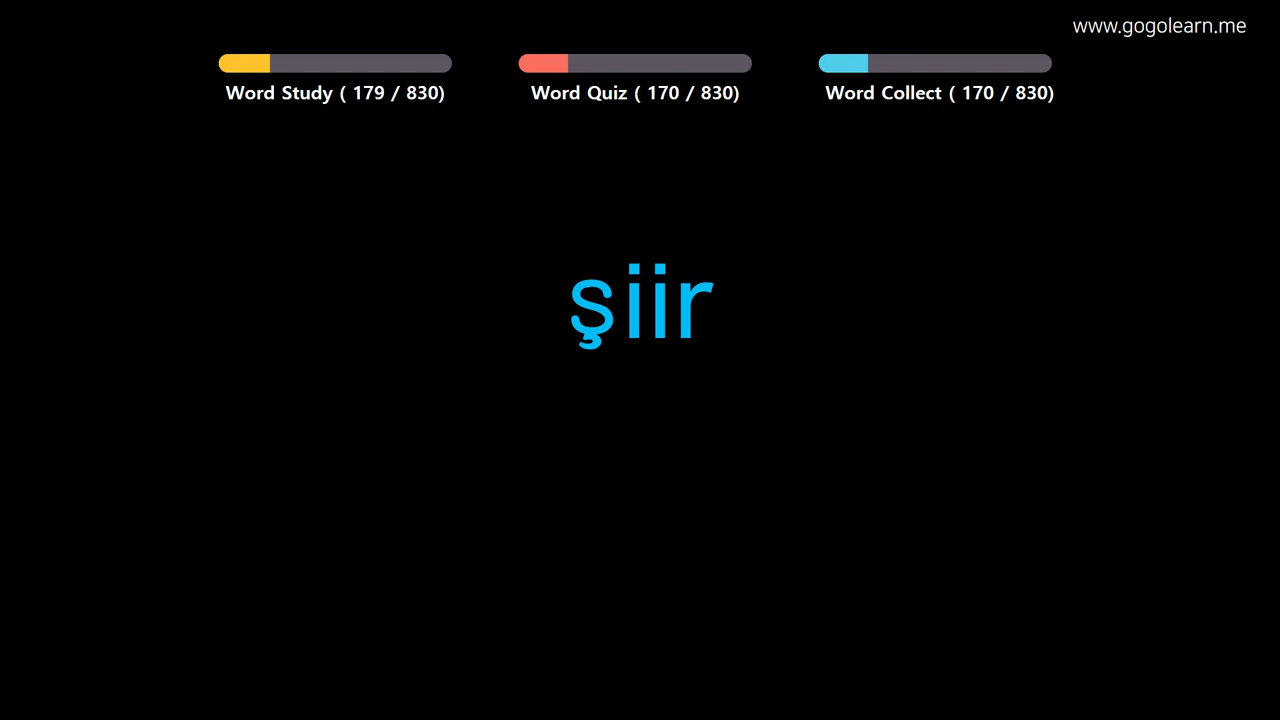 www.gogolearn.me
Word Study ( 179 / 830)
Word Quiz ( 170 / 830)
Word Collect ( 170 / 830)
şiir